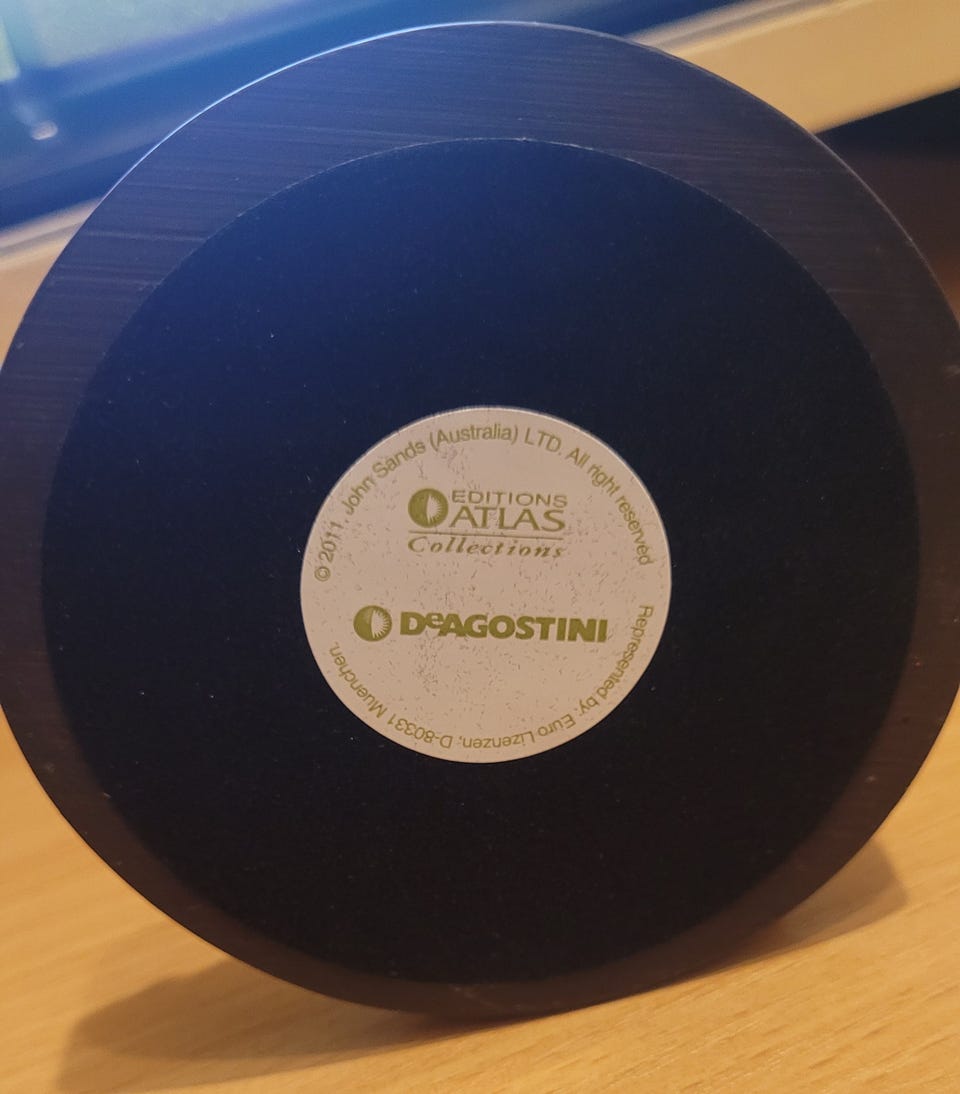 © 2011, John Sands (Australia) LTD. All right reserved
EDITIONS
ATLAS
Collections
DeAGOSTINI
Represented by: Euro Lizenzen, D-80331 Muenchen.